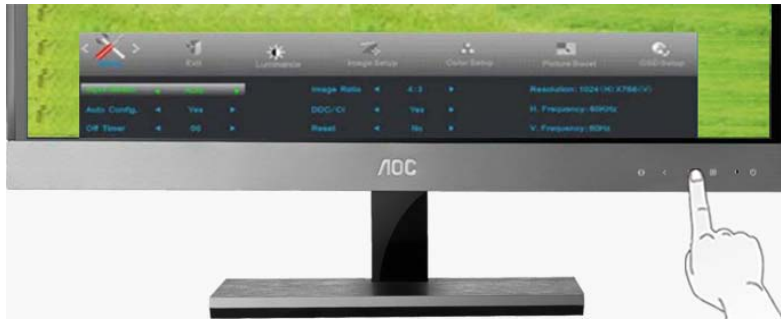 Exit Luminance Image Setup Color Setup Picture Boost OSD Setup
Image Ratio 4:3 Resolution: 1024(H) X768(V)
Auto Config. Yes DDC/CI Yes H. Frequency: 60KHz
Off Timer 00 Reset No V. Frequency: 60Hz
AOC